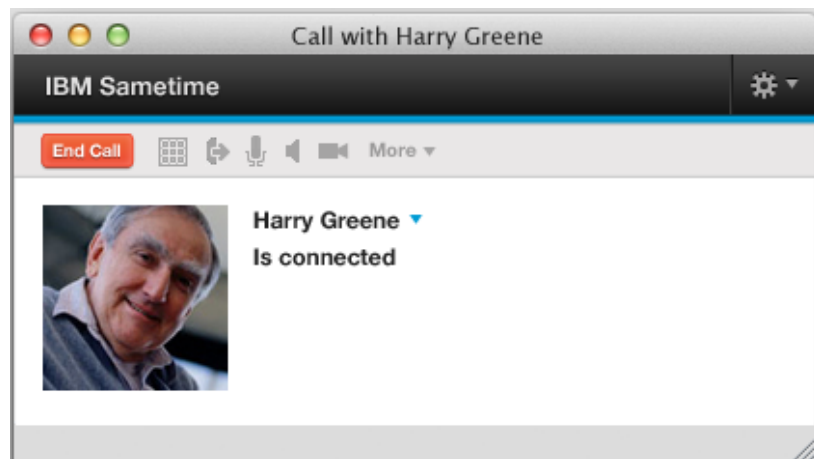 Call with Harry Greene
IBM Sametime
End Call More
Harry Greene
Is connected